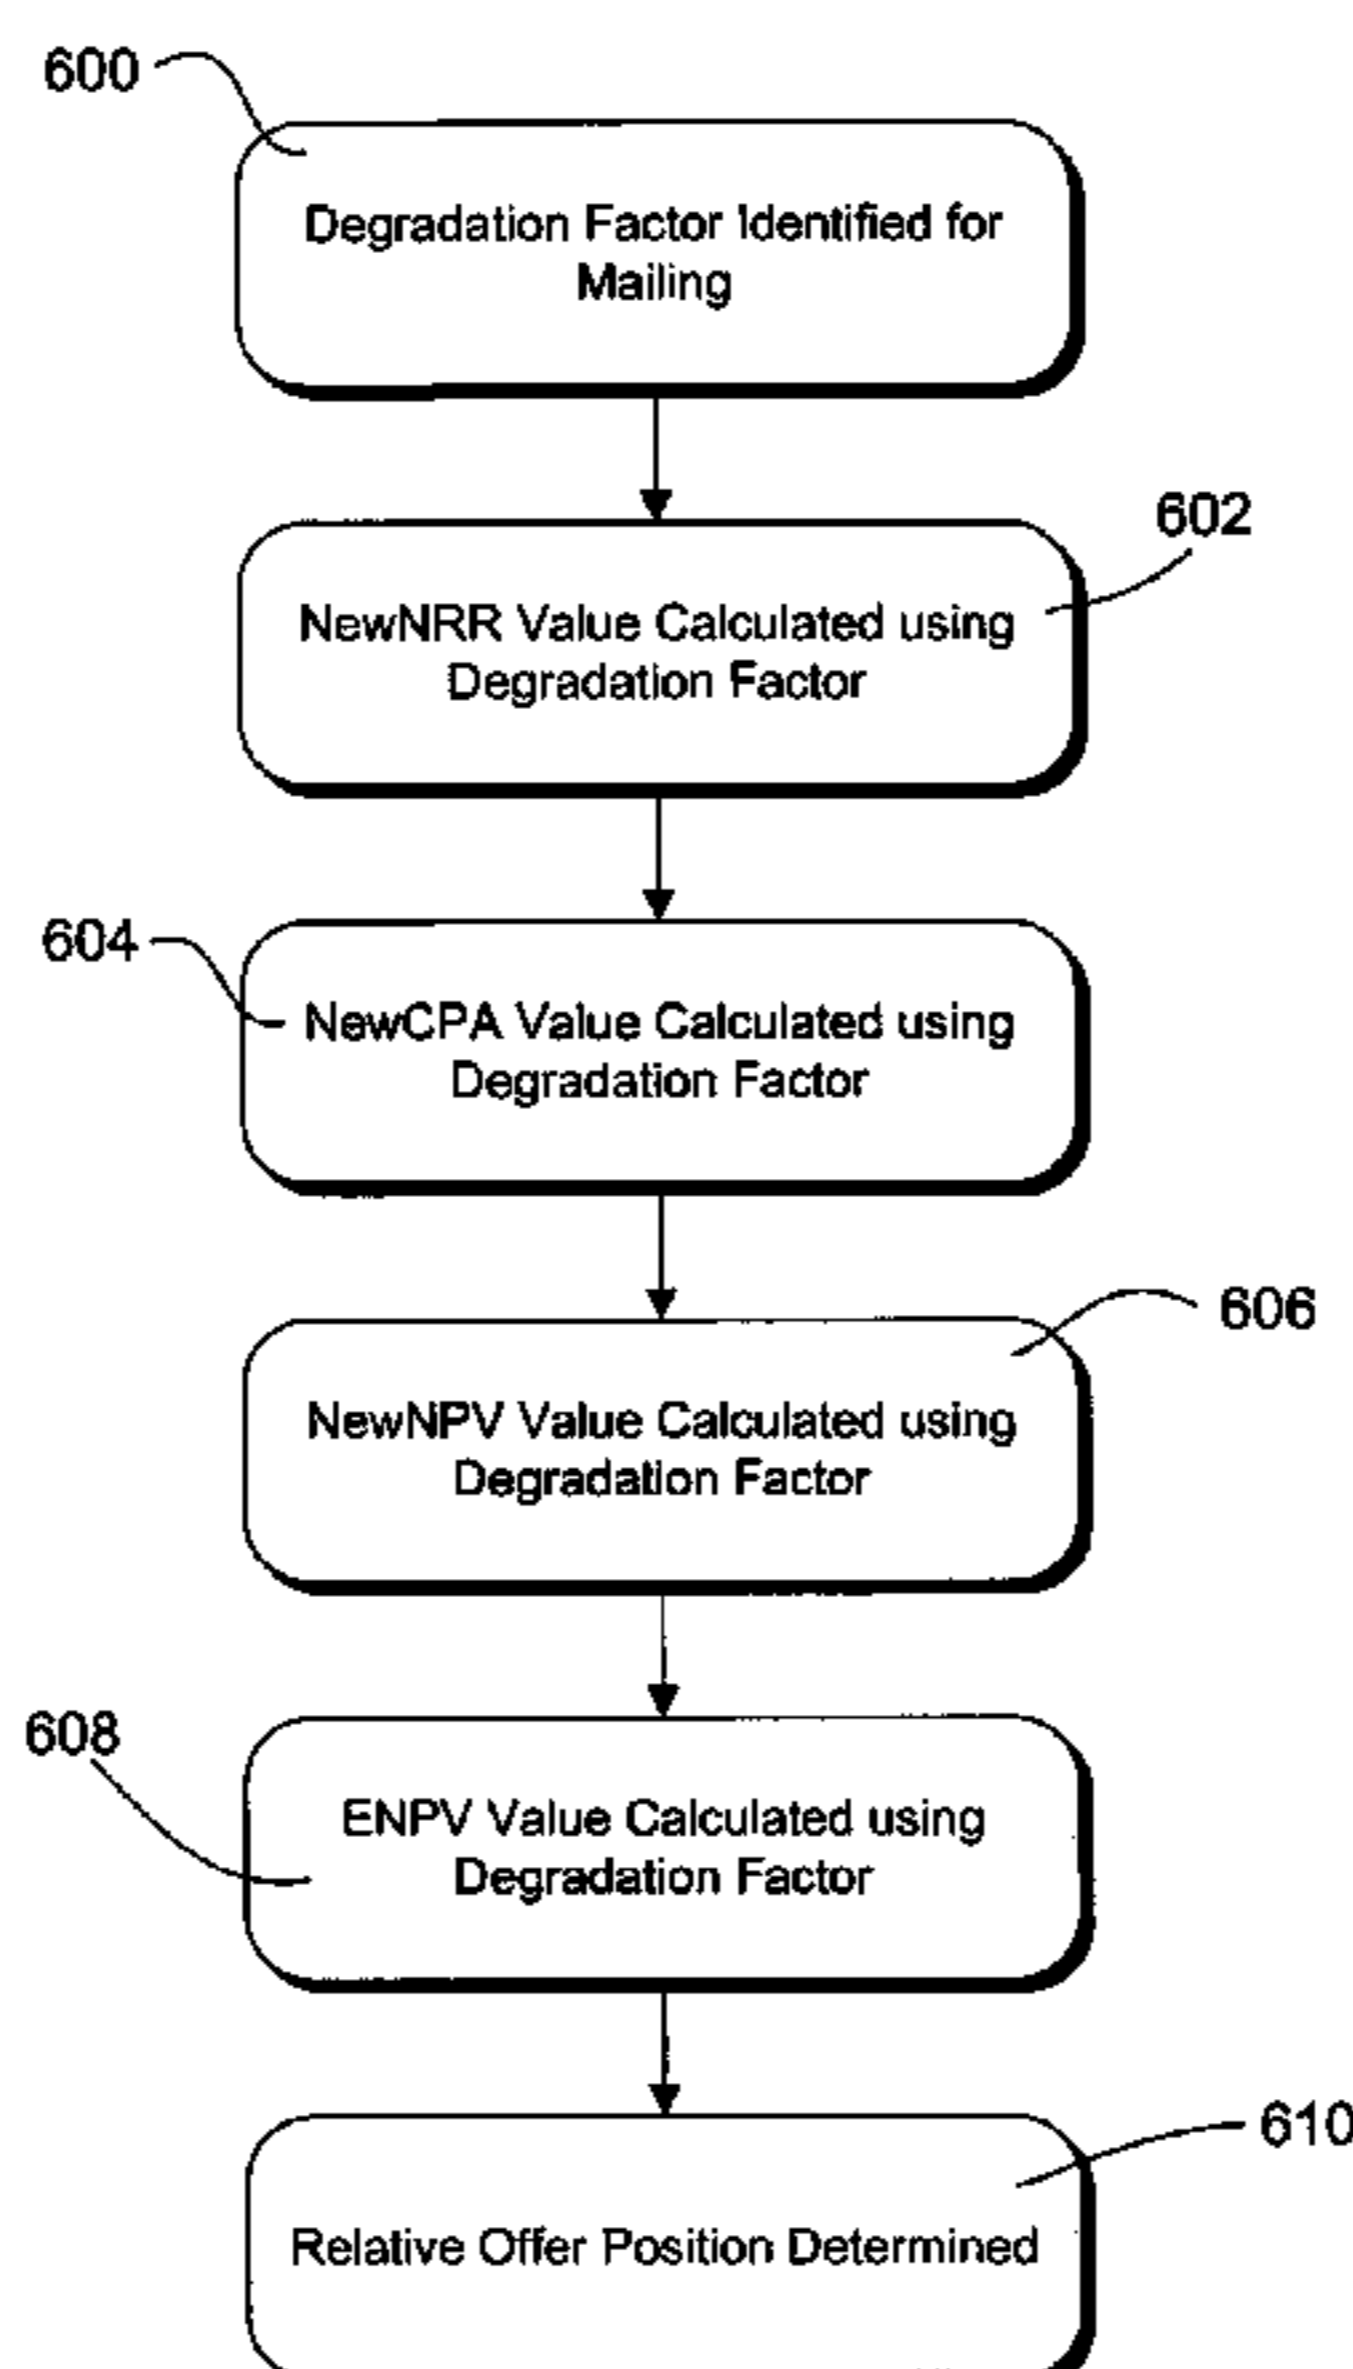 600
Degradation Factor Identified for
Mailing
602
NewNRR Value Calculated using
Degradation Factor
604
NewCPA Value Calculated using
Degradation Factor
606
NewNPV Value Calculated using
Degradation Factor
608
ENPV Value Calculated using
Degradation Factor
610
Relative Offer Position Determined